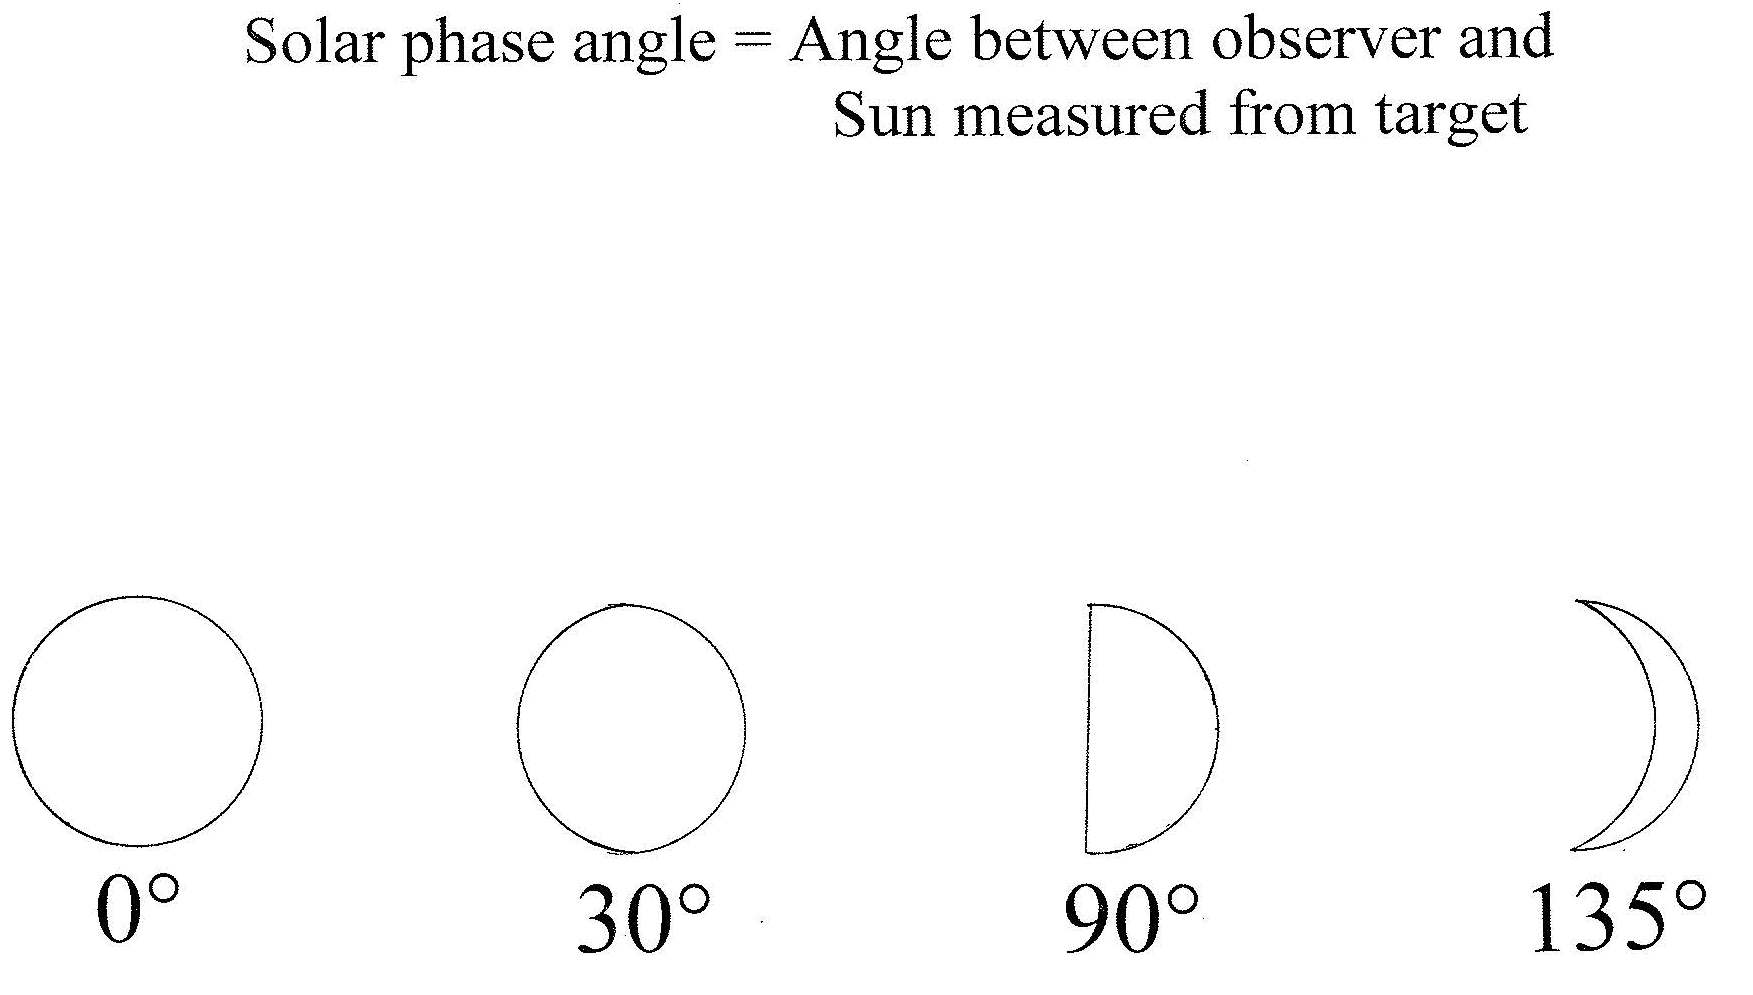 Solar phase angle = Angle between observer and
Sun measured from target
0° 30° 90° 135°